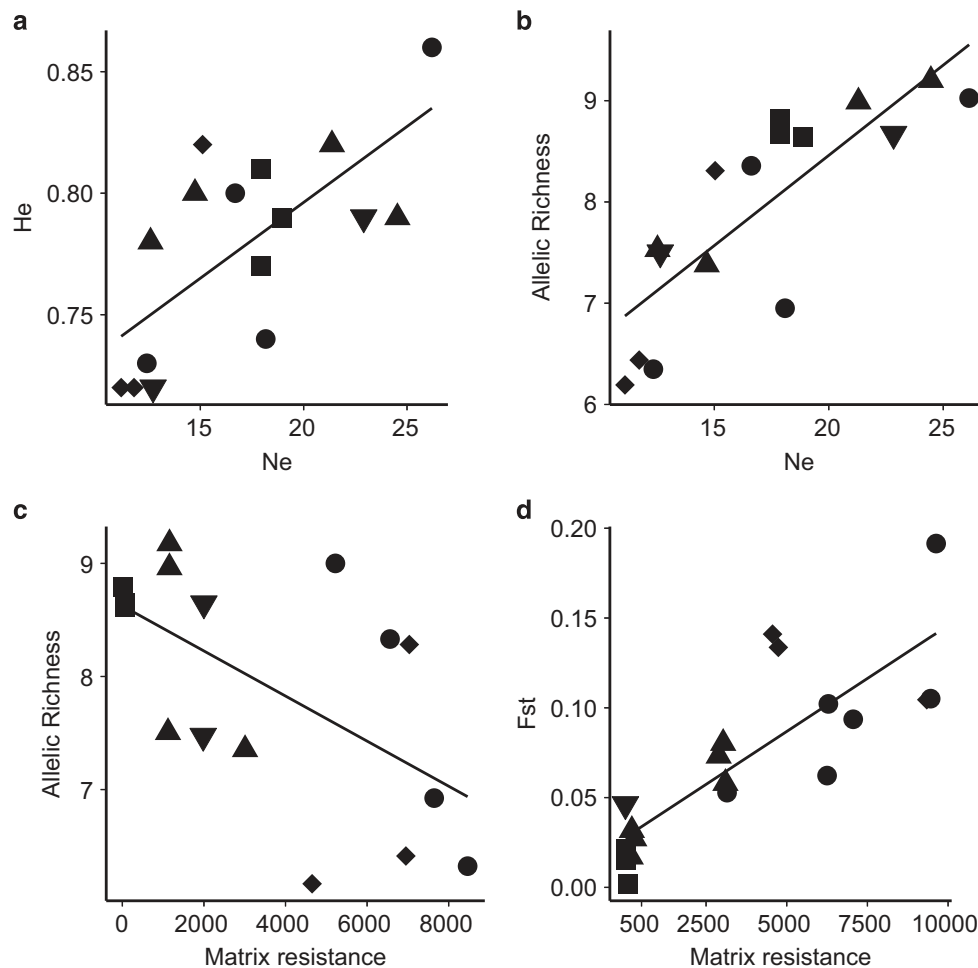 a
He
0.85
0.80
0.75
15 20 25
Ne
b
Allelic Richness
9
8
7
6
15 20 25
Ne
c
Allelic Richness
9
8
7
0 2000 4000 6000 8000
Matrix resistance
d
Fst
0.20
0.15
0.10
0.05
0.00
500 2500 5000 7500 10000
Matrix resistance